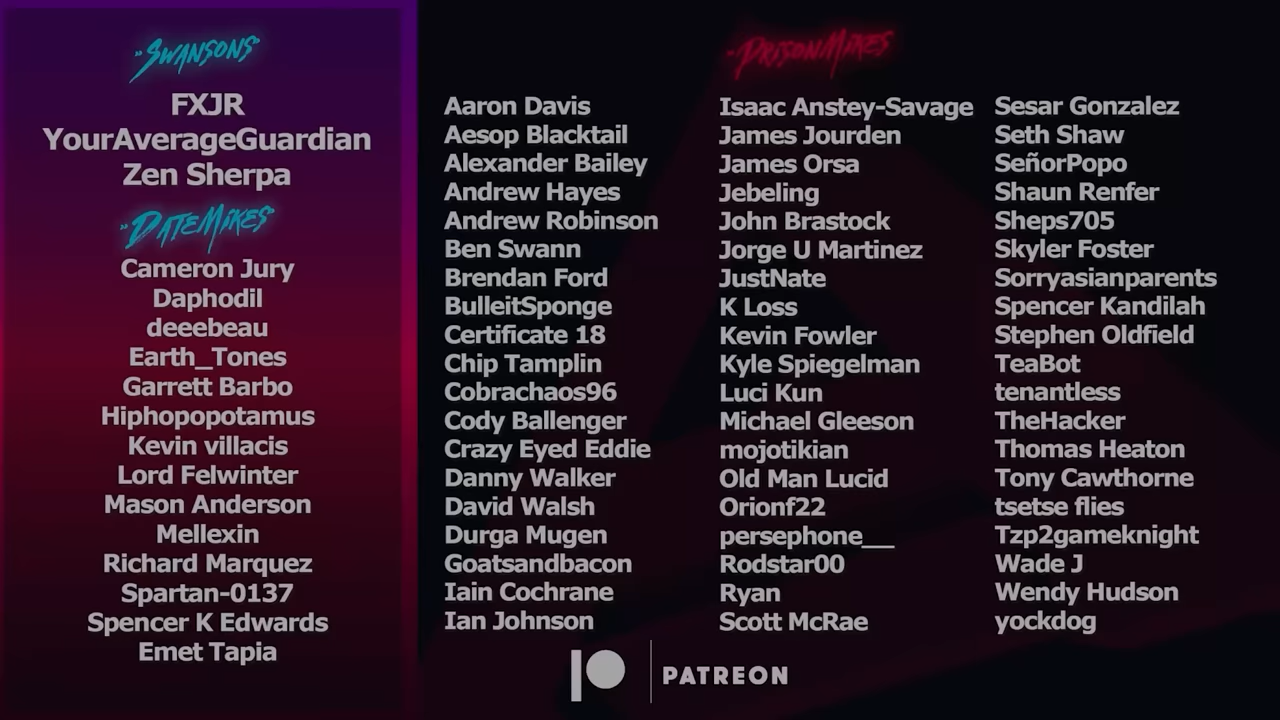 "Swansons"
FXJR
YourAverageGuardian
Zen Sherpa
"DateMikes"
Cameron Jury
Daphodil
deeebeau
Earth_Tones
Garrett Barbo
Hiphopopotamus
Kevin villacis
Lord Felwinter
Mason Anderson
Mellexin
Richard Marquez
Spartan-0137
Spencer K Edwards
Emet Tapia
-PrisonMikes
Aaron Davis
Aesop Blacktail
Alexander Bailey
Andrew Hayes
Andrew Robinson
Ben Swann
Brendan Ford
BulleitSponge
Certificate 18
Chip Tamplin
Cobrachaos96
Cody Ballenger
Crazy Eyed Eddie
Danny Walker
David Walsh
Durga Mugen
Goatsandbacon
Iain Cochrane
Ian Johnson
Isaac Anstey-Savage
James Jourden
James Orsa
Jebeling
John Brastock
Jorge U Martinez
JustNate
K Loss
Kevin Fowler
Kyle Spiegelman
Luci Kun
Michael Gleeson
mojotikian
Old Man Lucid
Orionf22
persephone__
Rodstar00
Ryan
Scott McRae
Sesar Gonzalez
Seth Shaw
SeñorPopo
Shaun Renfer
Sheps705
Skyler Foster
Sorryasianparents
Spencer Kandilah
Stephen Oldfield
TeaBot
tenantless
TheHacker
Thomas Heaton
Tony Cawthorne
tsetse flies
Tzp2gameknight
Wade J
Wendy Hudson
yockdog
PATREON